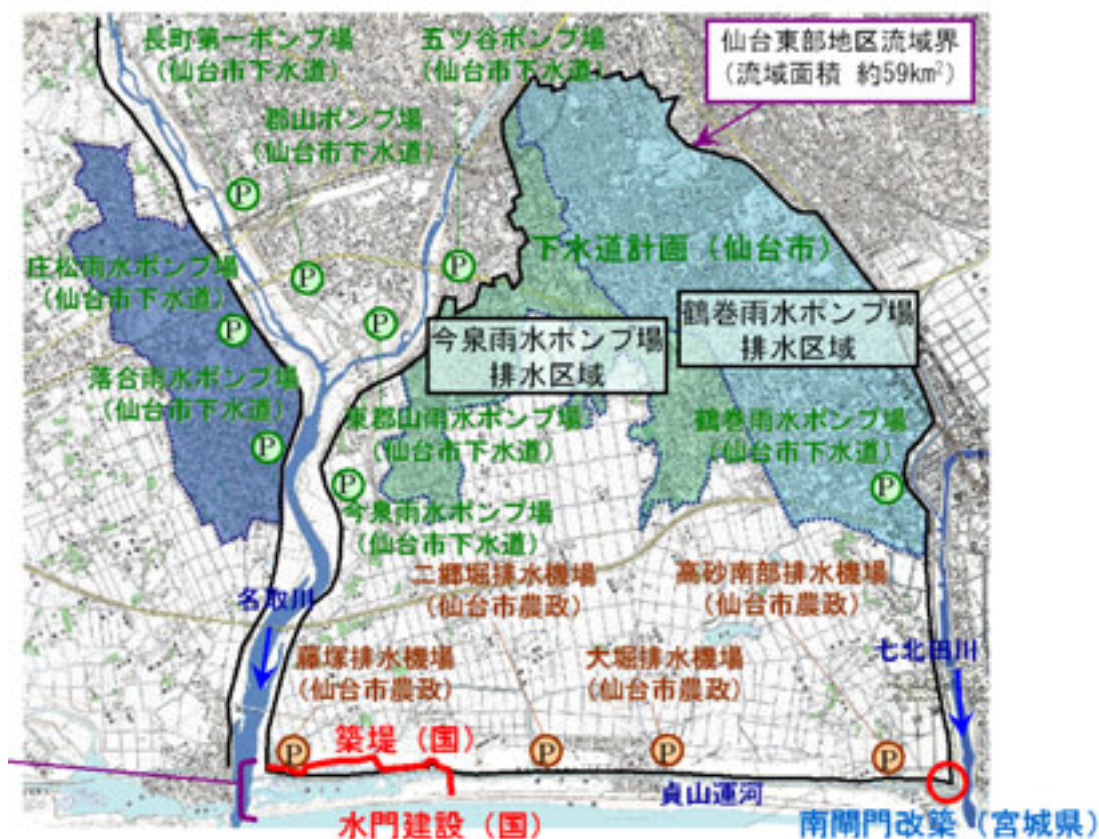 長町第一ポンプ場
(仙台市下水道)
五ツ谷ポンプ場
(仙台市下水道)
仙台東部地区流域界
(流域面積 約59km²)
郡山ポンプ場
(仙台市下水道)
P
P
P
P
下水道計画（仙台市）
庄松雨水ポンプ場
(仙台市下水道)
P
今泉雨水ポンプ場
排水区域
鶴巻雨水ポンプ場
排水区域
落合雨水ポンプ場
(仙台市下水道)
P
東郡山雨水ポンプ場
(仙台市下水道)
鶴巻雨水ポンプ場
(仙台市下水道)
P
P
今泉雨水ポンプ場
(仙台市下水道)
二郷堀排水機場
(仙台市農政)
高砂南部排水機場
(仙台市農政)
名取川
藤塚排水機場
(仙台市農政)
大堀排水機場
(仙台市農政)
七北田川
築堤（国）
P
P
P
P
貞山運河
水門建設（国）
南閘門改築（宮城県）